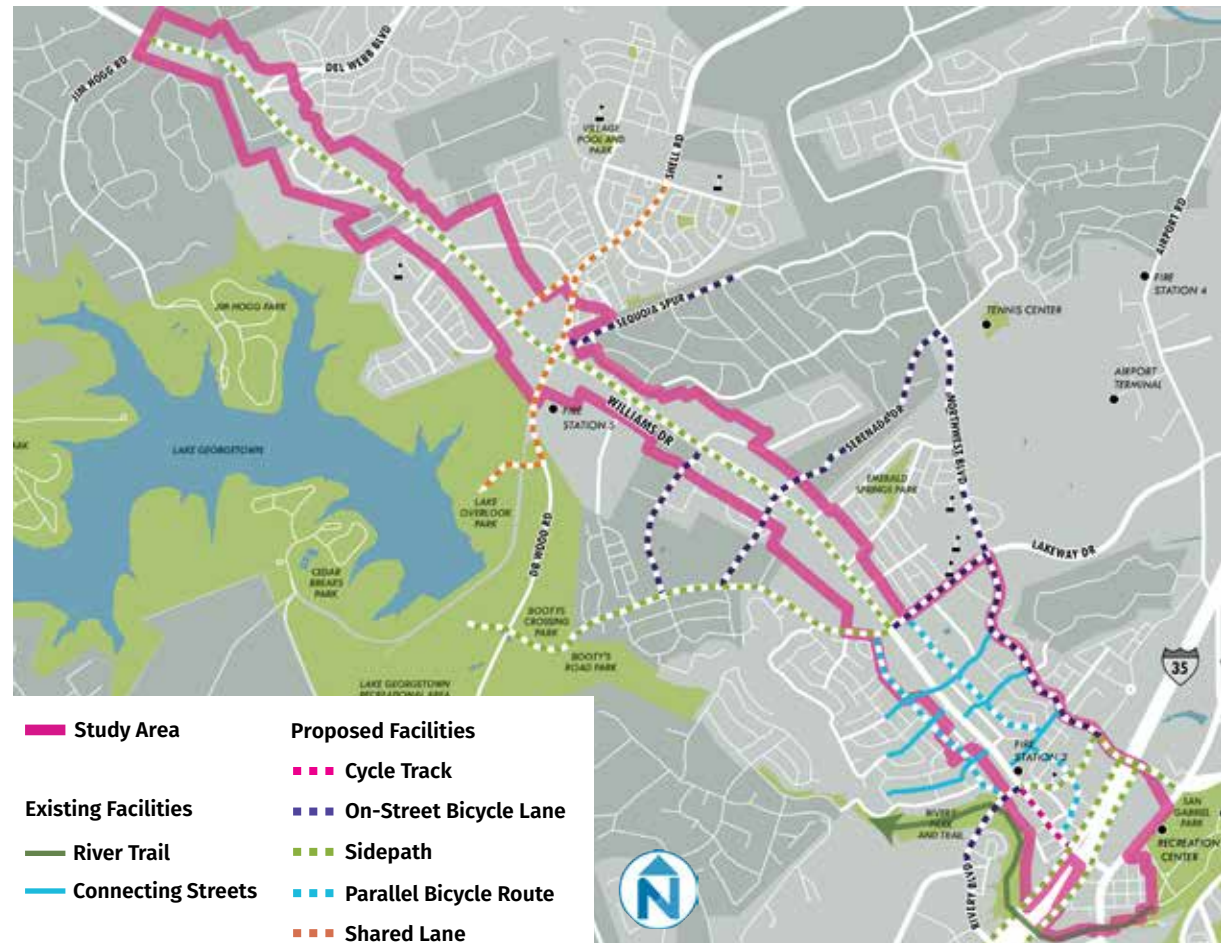 JIM HOGG RD
DEL WEBB BLVD
VILLAGE
POOL AND
PARK
SHELL RD
AIRPORT RD
FIRE
STATION 4
JIM HOGG PARK
SEQUOIA SPUR
TENNIS CENTER
AIRPORT
TERMINAL
FIRE
STATION 5
WILLIAMS DR
SERENADA DR
NORTHWEST BLVD
LAKE GEORGETOWN
EMERALD
SPRINGS PARK
LAKE
OVERLOOK
PARK
DB WOOD RD
LAKEWAY DR
CEDAR
BREAKS
PARK
BOOTYS
CROSSING
PARK
BOOTY'S
ROAD PARK
LAKE GEORGETOWN
RECREATIONAL AREA
35
FIRE
STATION 2
RIVERY
PARK
AND TRAIL
SAN
GABRIEL
PARK
RECREATION
CENTER
RIVERY BLVD
Study Area
Existing Facilities
River Trail
Connecting Streets
Proposed Facilities
Cycle Track
On-Street Bicycle Lane
Sidepath
Parallel Bicycle Route
Shared Lane
N